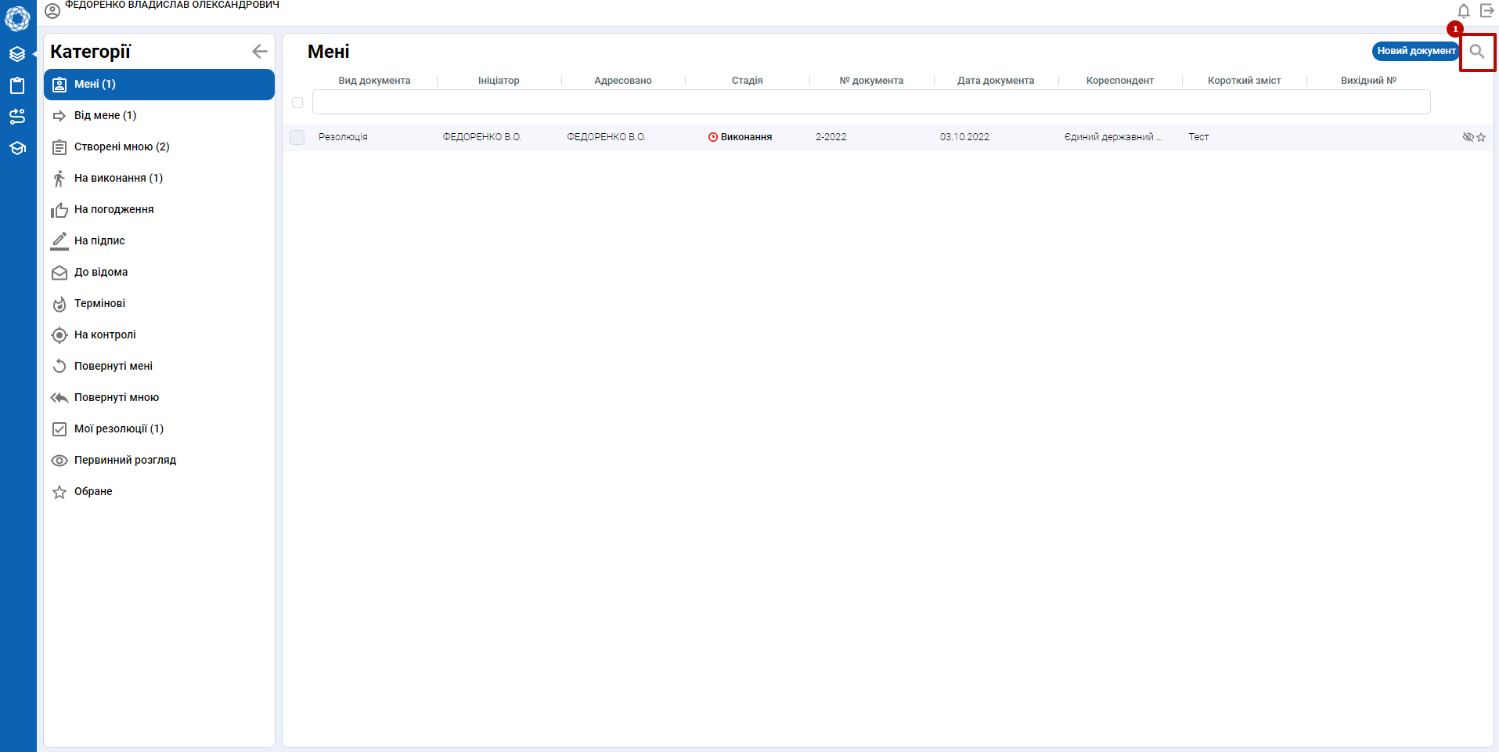 ФЕДОРЕНКО ВЛАДИСЛАВ ОЛЕКСАНДРОВИЧ
1
Категорії
Мені (1)
Від мене (1)
Створені мною (2)
На виконання (1)
На погодження
На підпис
До відома
Термінові
На контролі
Повернуті мені
Повернуті мною
Мої резолюції (1)
Первинний розгляд
Обране
Мені
Новий документ
Вид документа Ініціатор Адресовано Стадія № документа Дата документа Кореспондент Короткий зміст Вихідний №
Резолюція ФЕДОРЕНКО В.О. ФЕДОРЕНКО В.О. Виконання 2-2022 03.10.2022 Єдиний державний ... Тест